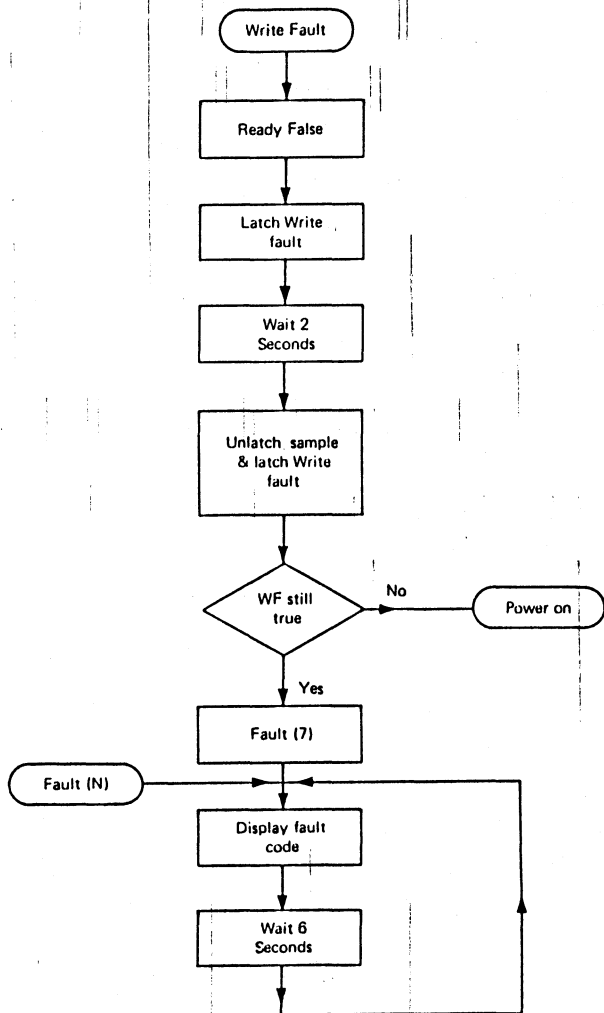 Write Fault
Ready False
Latch Write
fault
Wait 2
Seconds
Unlatch sample
& latch Write
fault
WF still
true
No
Power on
Yes
Fault (7)
Fault (N)
Display fault
code
Wait 6
Seconds